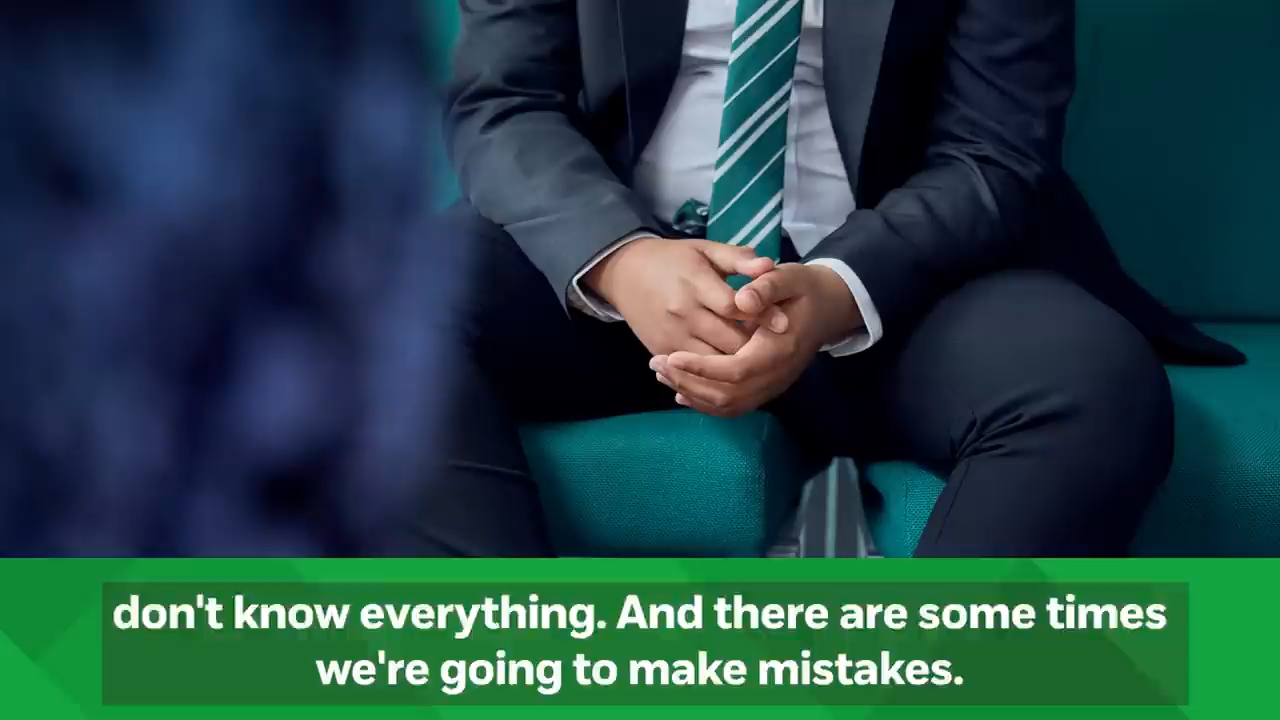 don't know everything. And there are some times
we're going to make mistakes.